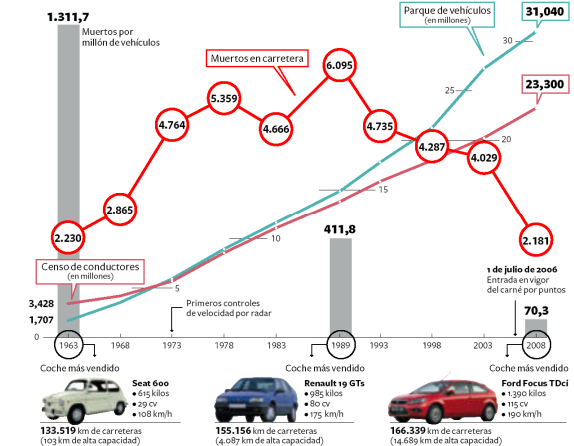 1.311,7
Muertos por
millón de vehículos
Parque de vehículos
(en millones)
31,040
30
Muertos en carretera
6.095
25
23,300
5.359
4.764
4.666
4.735
20
4.287
4.029
2.865
15
2.230
10
411,8
2.181
Censo de conductores
(en millones)
1 de julio de 2006
Entrada en vigor
del carné por puntos
5
3,428
Primeros controles
de velocidad por radar
1,707
70,3
0
1963 1968 1973 1978 1983 1989 1993 1998 2003 2008
Coche más vendido
Seat 600
• 615 kilos
• 29 cv
• 108 km/h
133.519 km de carreteras
(103 km de alta capacidad)
Coche más vendido
Renault 19 GTs
• 985 kilos
• 80 cv
• 175 km/h
155.156 km de carreteras
(4.087 km de alta capacidad)
Coche más vendido
Ford Focus TDci
• 1.390 kilos
• 115 cv
• 190 km/h
166.339 km de carreteras
(14.689 km de alta capacidad)